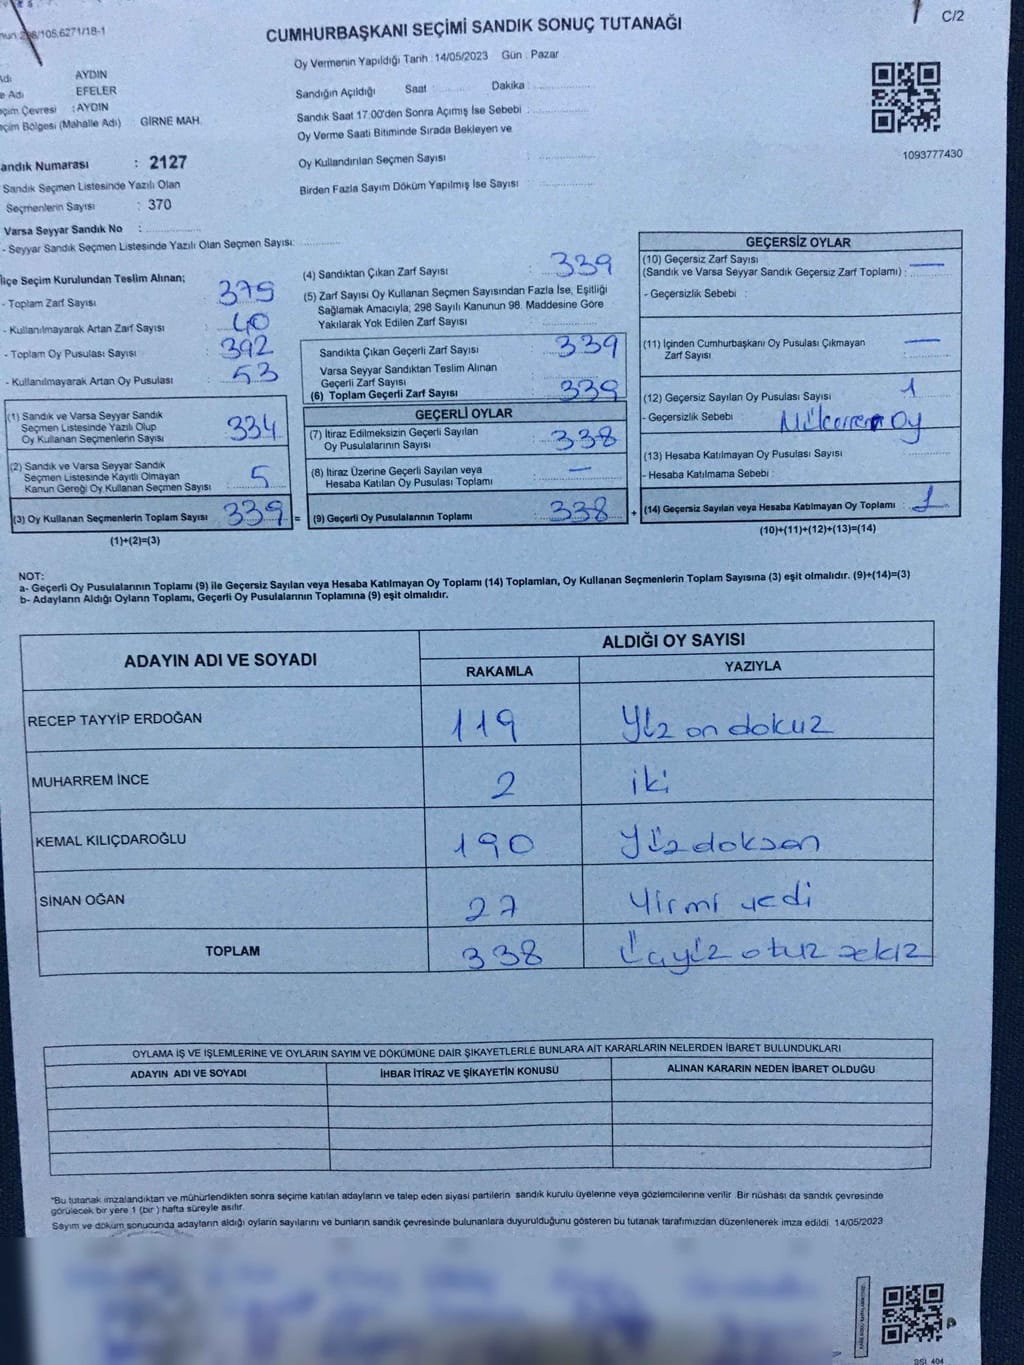 CUMHURBAŞKANI SEÇİMİ SANDIK SONUÇ TUTANAĞI
C/2
Oy Vermenin Yapıldığı Tarih : 14/05/2023 Gün : Pazar
AYDIN
EFELER
: AYDIN
(Mahalle Adı) GİRNE MAH.
Sandığın Açıldığı Saat : Dakika :
Sandık Saat 17:00'den Sonra Açımış İse Sebebi :
Oy Verme Saati Bitiminde Sırada Bekleyen ve
Oy Kullandırılan Seçmen Sayısı :
Birden Fazla Sayım Döküm Yapılmış İse Sayısı :
1093777430
Numarası : 2127
Sandık Seçmen Listesinde Yazılı Olan
Seçmenlerin Sayısı : 370
Varsa Seyyar Sandık No :
- Seyyar Sandık Seçmen Listesinde Yazılı Olan Seçmen Sayısı:
İlçe Seçim Kurulundan Teslim Alınan;
- Toplam Zarf Sayısı : 379
- Kullanılmayarak Artan Zarf Sayısı : 40
- Toplam Oy Pusulası Sayısı : 392
- Kullanılmayarak Artan Oy Pusulası : 53
(1) Sandık ve Varsa Seyyar Sandık
Seçmen Listesinde Yazılı Olup
Oy Kullanan Seçmenlerin Sayısı : 334
(2) Sandık ve Varsa Seyyar Sandık
Seçmen Listesinde Kayıtlı Olmayan
Kanun Gereği Oy Kullanan Seçmen Sayısı : 5
(3) Oy Kullanan Seçmenlerin Toplam Sayısı : 339 =
(1)+(2)=(3)
(4) Sandıktan Çıkan Zarf Sayısı : 339
(5) Zarf Sayısı Oy Kullanan Seçmen Sayısından Fazla İse, Eşitliği
Sağlamak Amacıyla; 298 Sayılı Kanunun 98. Maddesine Göre
Yakılarak Yok Edilen Zarf Sayısı :
Sandıkta Çıkan Geçerli Zarf Sayısı : 339
Varsa Seyyar Sandıktan Teslim Alınan
Geçerli Zarf Sayısı :
(6) Toplam Geçerli Zarf Sayısı : 339
GEÇERLİ OYLAR
(7) İtiraz Edilmeksizin Geçerli Sayılan
Oy Pusulalarının Sayısı : 338
(8) İtiraz Üzerine Geçerli Sayılan veya
Hesaba Katılan Oy Pusulası Toplamı : —
(9) Geçerli Oy Pusulalarının Toplamı : 338 +
GEÇERSİZ OYLAR
(10) Geçersiz Zarf Sayısı
(Sandık ve Varsa Seyyar Sandık Geçersiz Zarf Toplamı) : —
- Geçersizlik Sebebi :
(11) İçinden Cumhurbaşkanı Oy Pusulası Çıkmayan
Zarf Sayısı : —
(12) Geçersiz Sayılan Oy Pusulası Sayısı : 1
- Geçersizlik Sebebi : Mükerrer Oy
(13) Hesaba Katılmayan Oy Pusulası Sayısı :
- Hesaba Katılmama Sebebi :
(14) Geçersiz Sayılan veya Hesaba Katılmayan Oy Toplamı : 1
(10)+(11)+(12)+(13)=(14)
NOT:
a- Geçerli Oy Pusulalarının Toplamı (9) ile Geçersiz Sayılan veya Hesaba Katılmayan Oy Toplamı (14) Toplamları, Oy Kullanan Seçmenlerin Toplam Sayısına (3) eşit olmalıdır. (9)+(14)=(3)
b- Adayların Aldığı Oyların Toplamı, Geçerli Oy Pusulalarının Toplamına (9) eşit olmalıdır.
ADAYIN ADI VE SOYADI
ALDIĞI OY SAYISI
RAKAMLA YAZIYLA
RECEP TAYYİP ERDOĞAN 119 Yüz on dokuz
MUHARREM İNCE 2 iki
KEMAL KILIÇDAROĞLU 190 Yüz doksan
SİNAN OĞAN 27 Yirmi yedi
TOPLAM 338 Üçyüz otuz sekiz
OYLAMA İŞ VE İŞLEMLERİNE VE OYLARIN SAYIM VE DÖKÜMÜNE DAİR ŞİKAYETLERLE BUNLARA AİT KARARLARIN NELERDEN İBARET BULUNDUKLARI
ADAYIN ADI VE SOYADI İHBAR İTİRAZ VE ŞİKAYETİN KONUSU ALINAN KARARIN NEDEN İBARET OLDUĞU
*Bu tutanak imzalandıktan ve mühürlendikten sonra seçime katılan adayların ve talep eden siyasi partilerin sandık kurulu üyelerine veya gözlemcilerine verilir. Bir nüshası da sandık çevresinde
görülecek bir yere 1 (bir) hafta süreyle asılır.
Sayım ve döküm sonucunda adayların aldığı oyların sayılarını ve bunların sandık çevresinde bulunanlara duyurulduğunu gösteren bu tutanak tarafımızdan düzenlenerek imza edildi. 14/05/2023